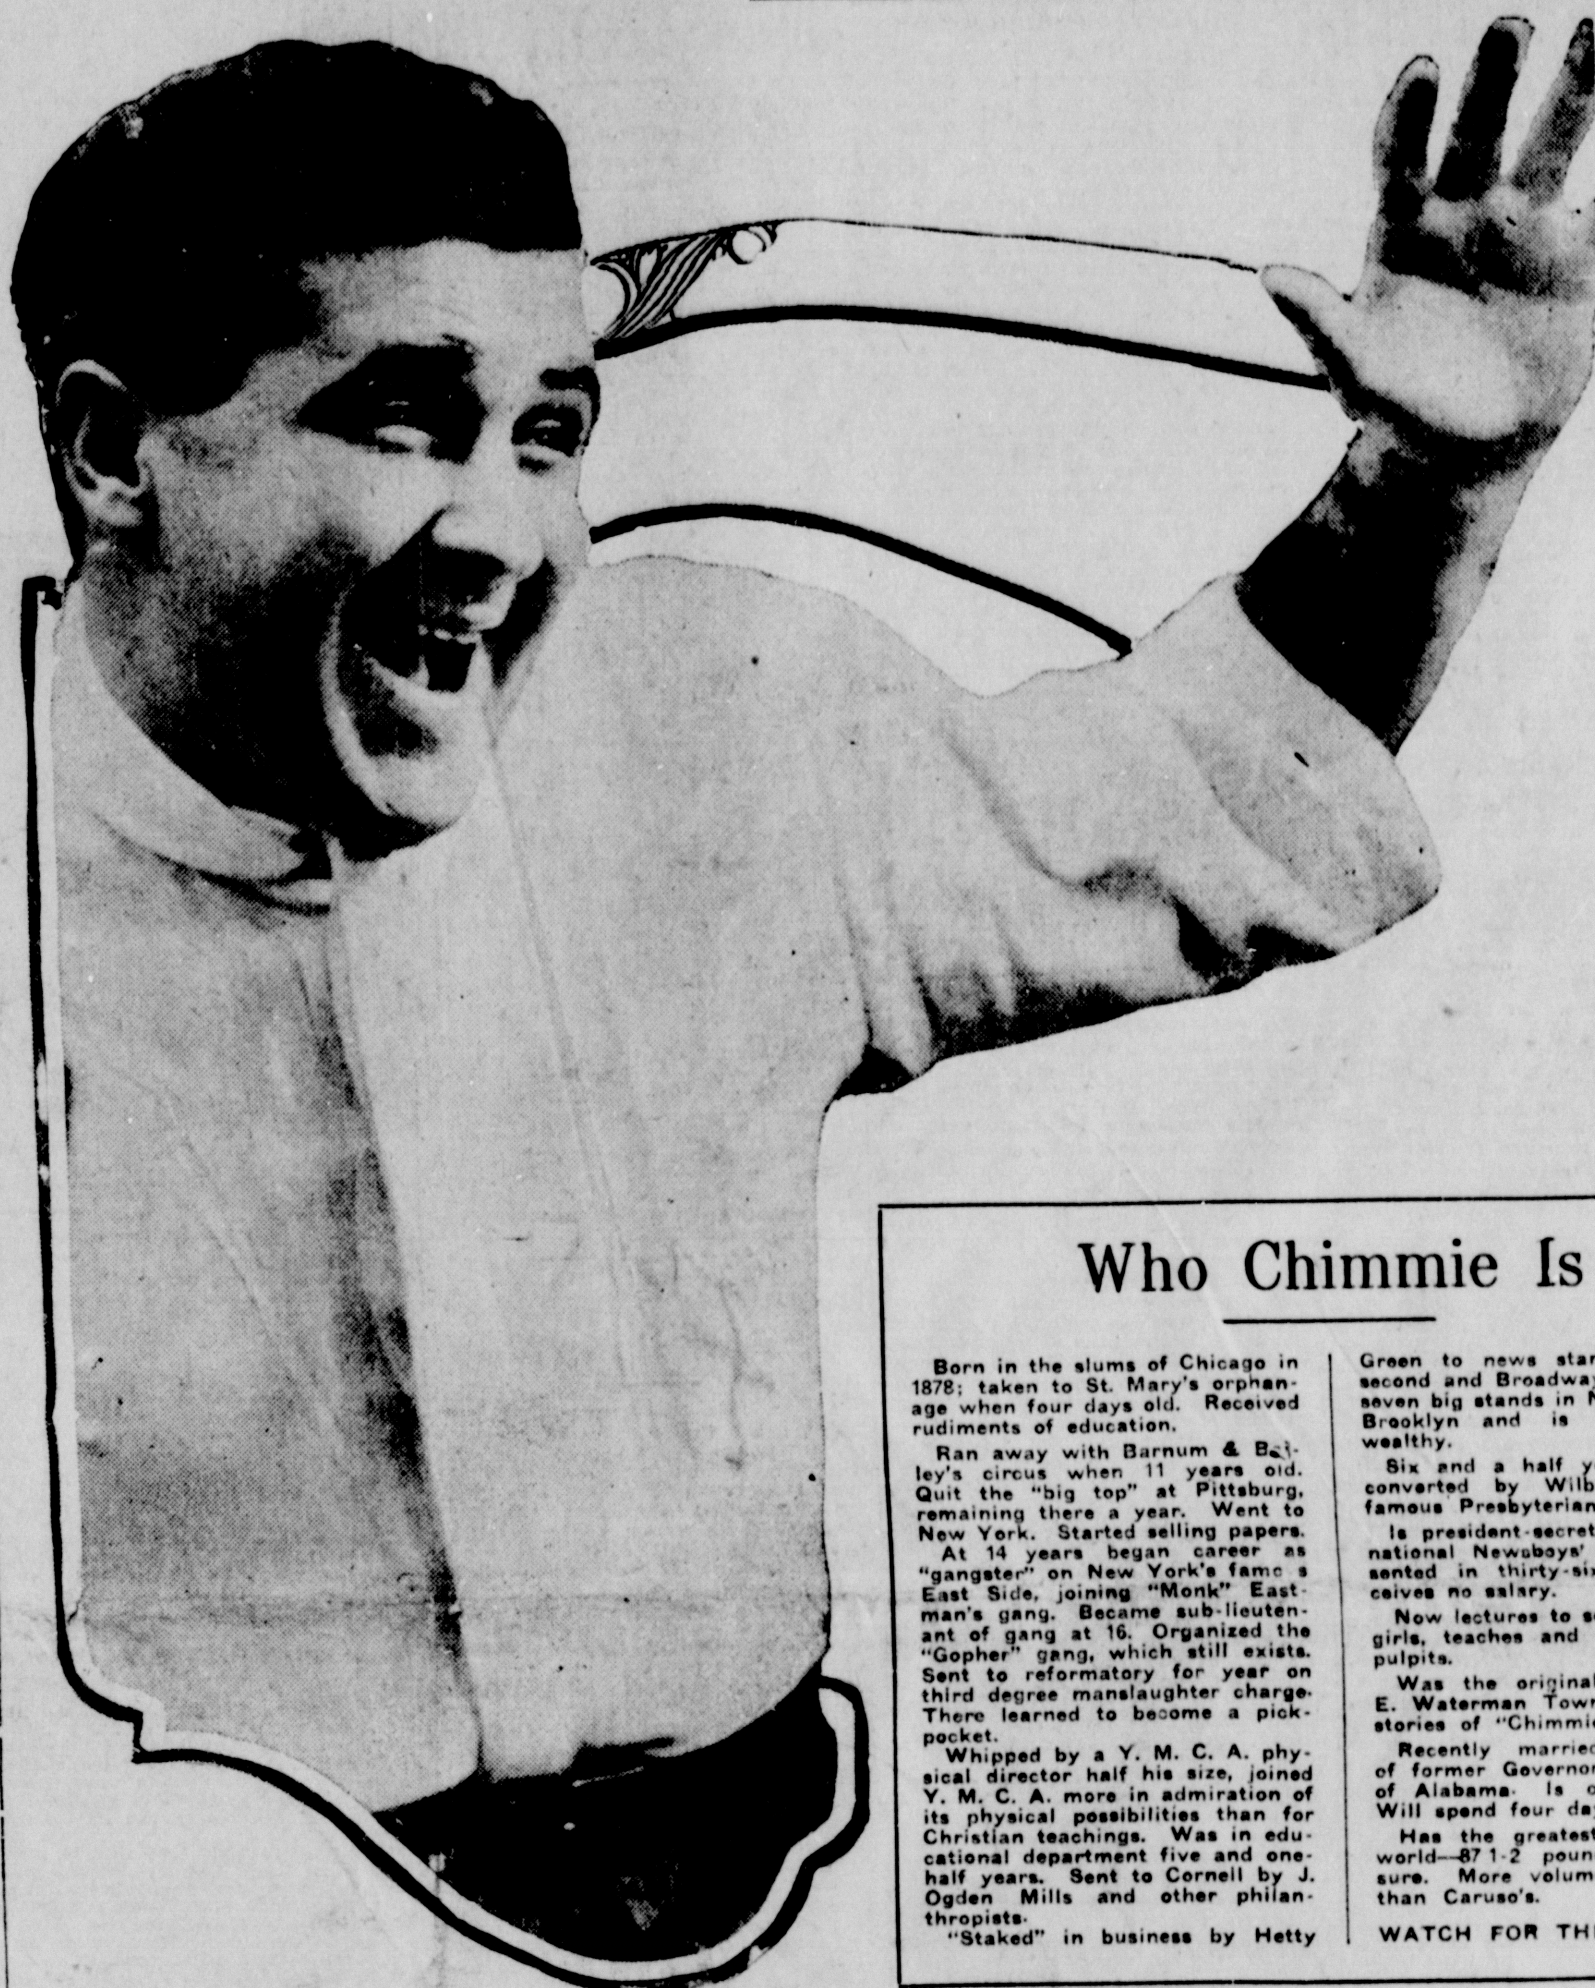 Who Chimmie Is
Born in the slums of Chicago in
1878; taken to St. Mary's orphan-
age when four days old. Received
rudiments of education.
Ran away with Barnum &
ley's circus when 11 years old.
Quit the "big top" at Pittsburg,
remaining there a year. Went to
New York. Started selling papers.
At 14 years began career as
"gangster" on New York's fam s
East Side, joining "Monk" East-
man's gang. Became sub-lieuten-
ant of gang at 16. Organized the
"Gopher" gang, which still exists.
Sent to reformatory for year on
third degree manslaughter charge.
There learned to become a pick-
pocket.
Whipped by a Y. M. C. A. phy-
sical director half his size, joined
Y. M. C. A. more in admiration of
its physical possibilities than for
Christian teachings. Was in edu-
cational department five and one-
half years. Sent to Cornell by J.
Ogden Mills and other philan-
thropists.
"Staked" in business by Hetty
Green to news star
second and Broadway
seven big stands in
Brooklyn and is
wealthy.
Six and a half y
converted by Wilb
famous Presbyterian
Is president-secret
national Newsboys'
sented in thirty-six
ceives no salary.
Now lectures to s
girls, teaches and
pulpits.
Was the original
E. Waterman Town
stories of "Chimmie
Recently married
of former Governor
of Alabama. Is
Will spend four da
Has the greatest
world—87 1-2 poun
sure. More volum
than Caruso's.
WATCH FOR TH